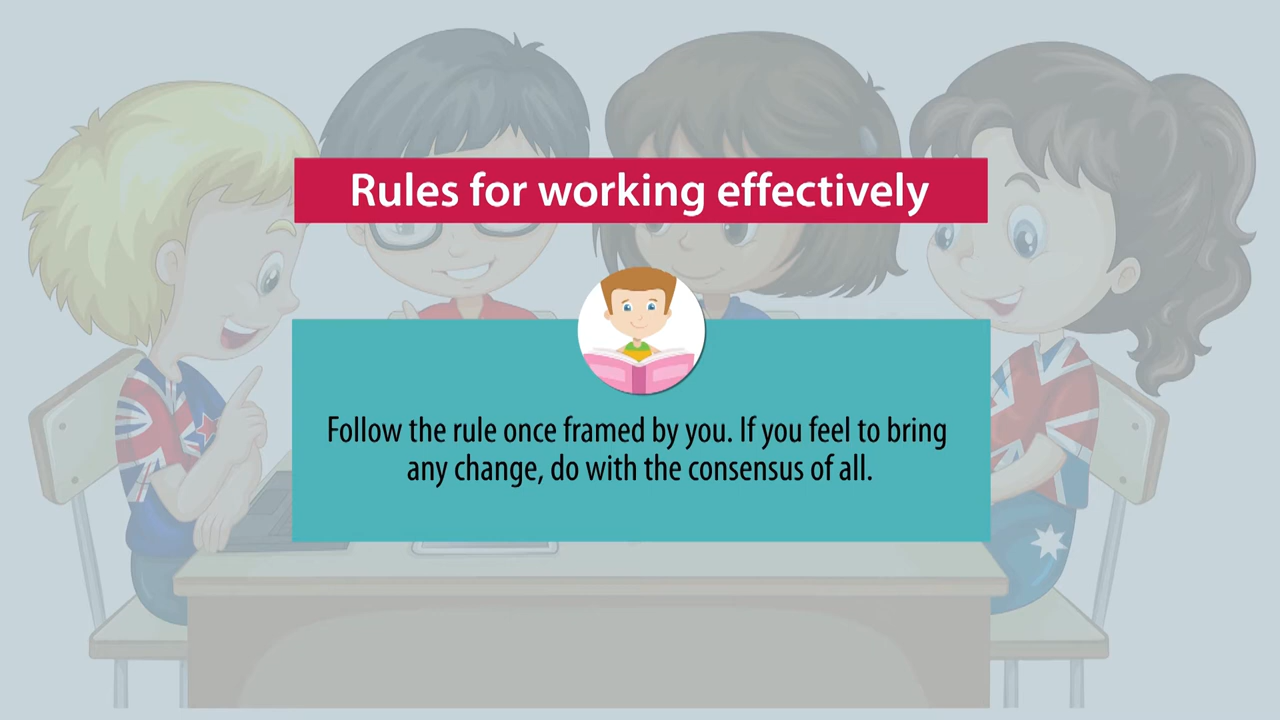 Rules for working effectively
Follow the rule once framed by you. If you feel to bring
any change, do with the consensus of all.